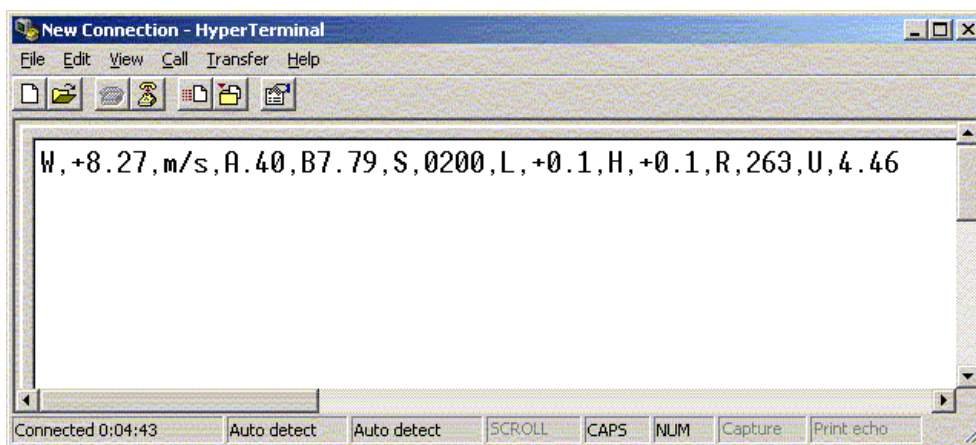 New Connection - HyperTerminal
File Edit View Call Transfer Help
W,+8.27,m/s,A.40,B7.79,S,0200,L,+0.1,H,+0.1,R,263,U,4.46
Connected 0:04:43 Auto detect Auto detect SCROLL CAPS NUM Capture Print echo